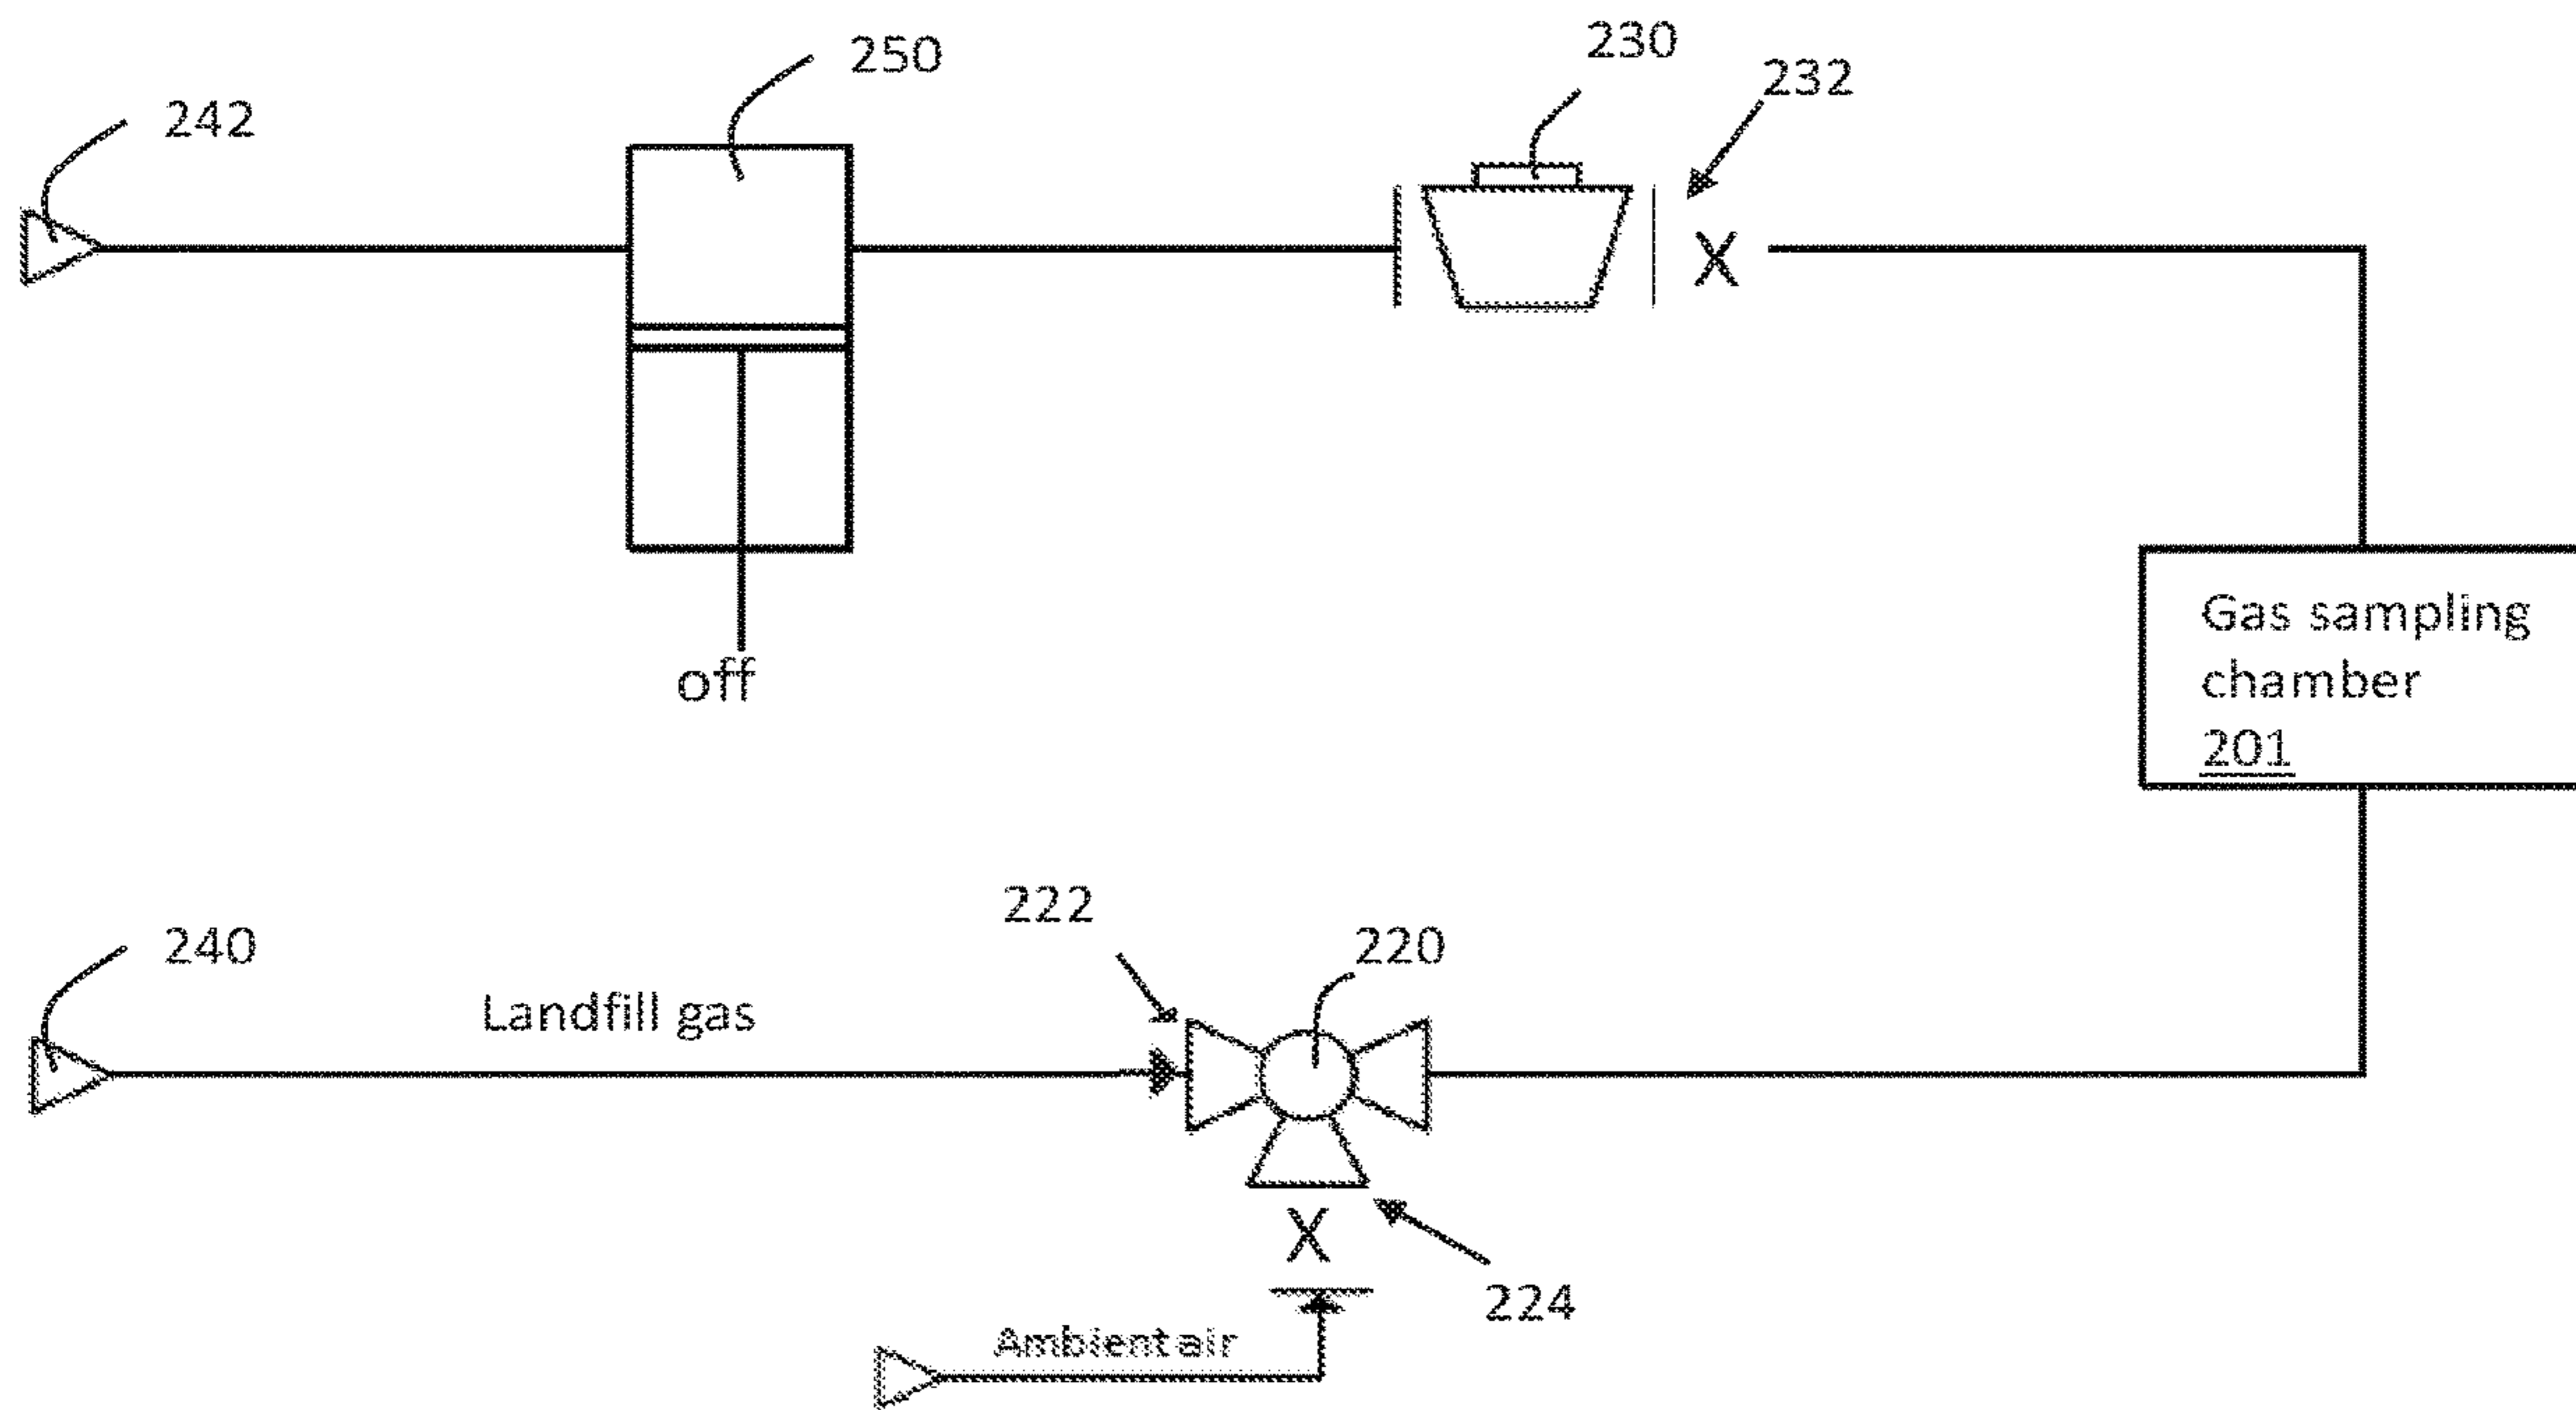 230
250
232
242
X
Gas sampling
chamber
201
off
222
220
240
Landfill gas
X
224
Ambient air